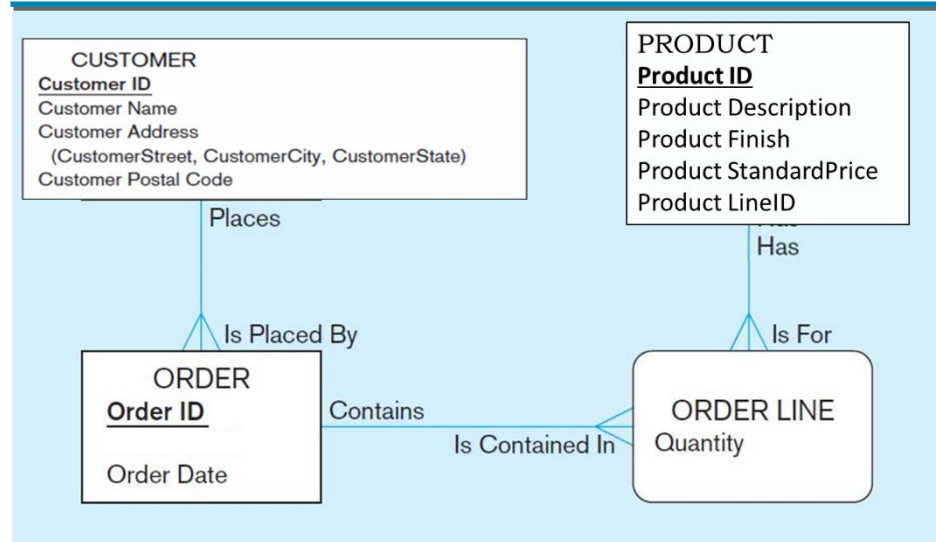 CUSTOMER
Customer ID
Customer Name
Customer Address
(CustomerStreet, CustomerCity, CustomerState)
Customer Postal Code
PRODUCT
Product ID
Product Description
Product Finish
Product StandardPrice
Product LineID
Places
Has
Is Placed By
Is For
ORDER
Order ID
Order Date
Contains
Is Contained In
ORDER LINE
Quantity